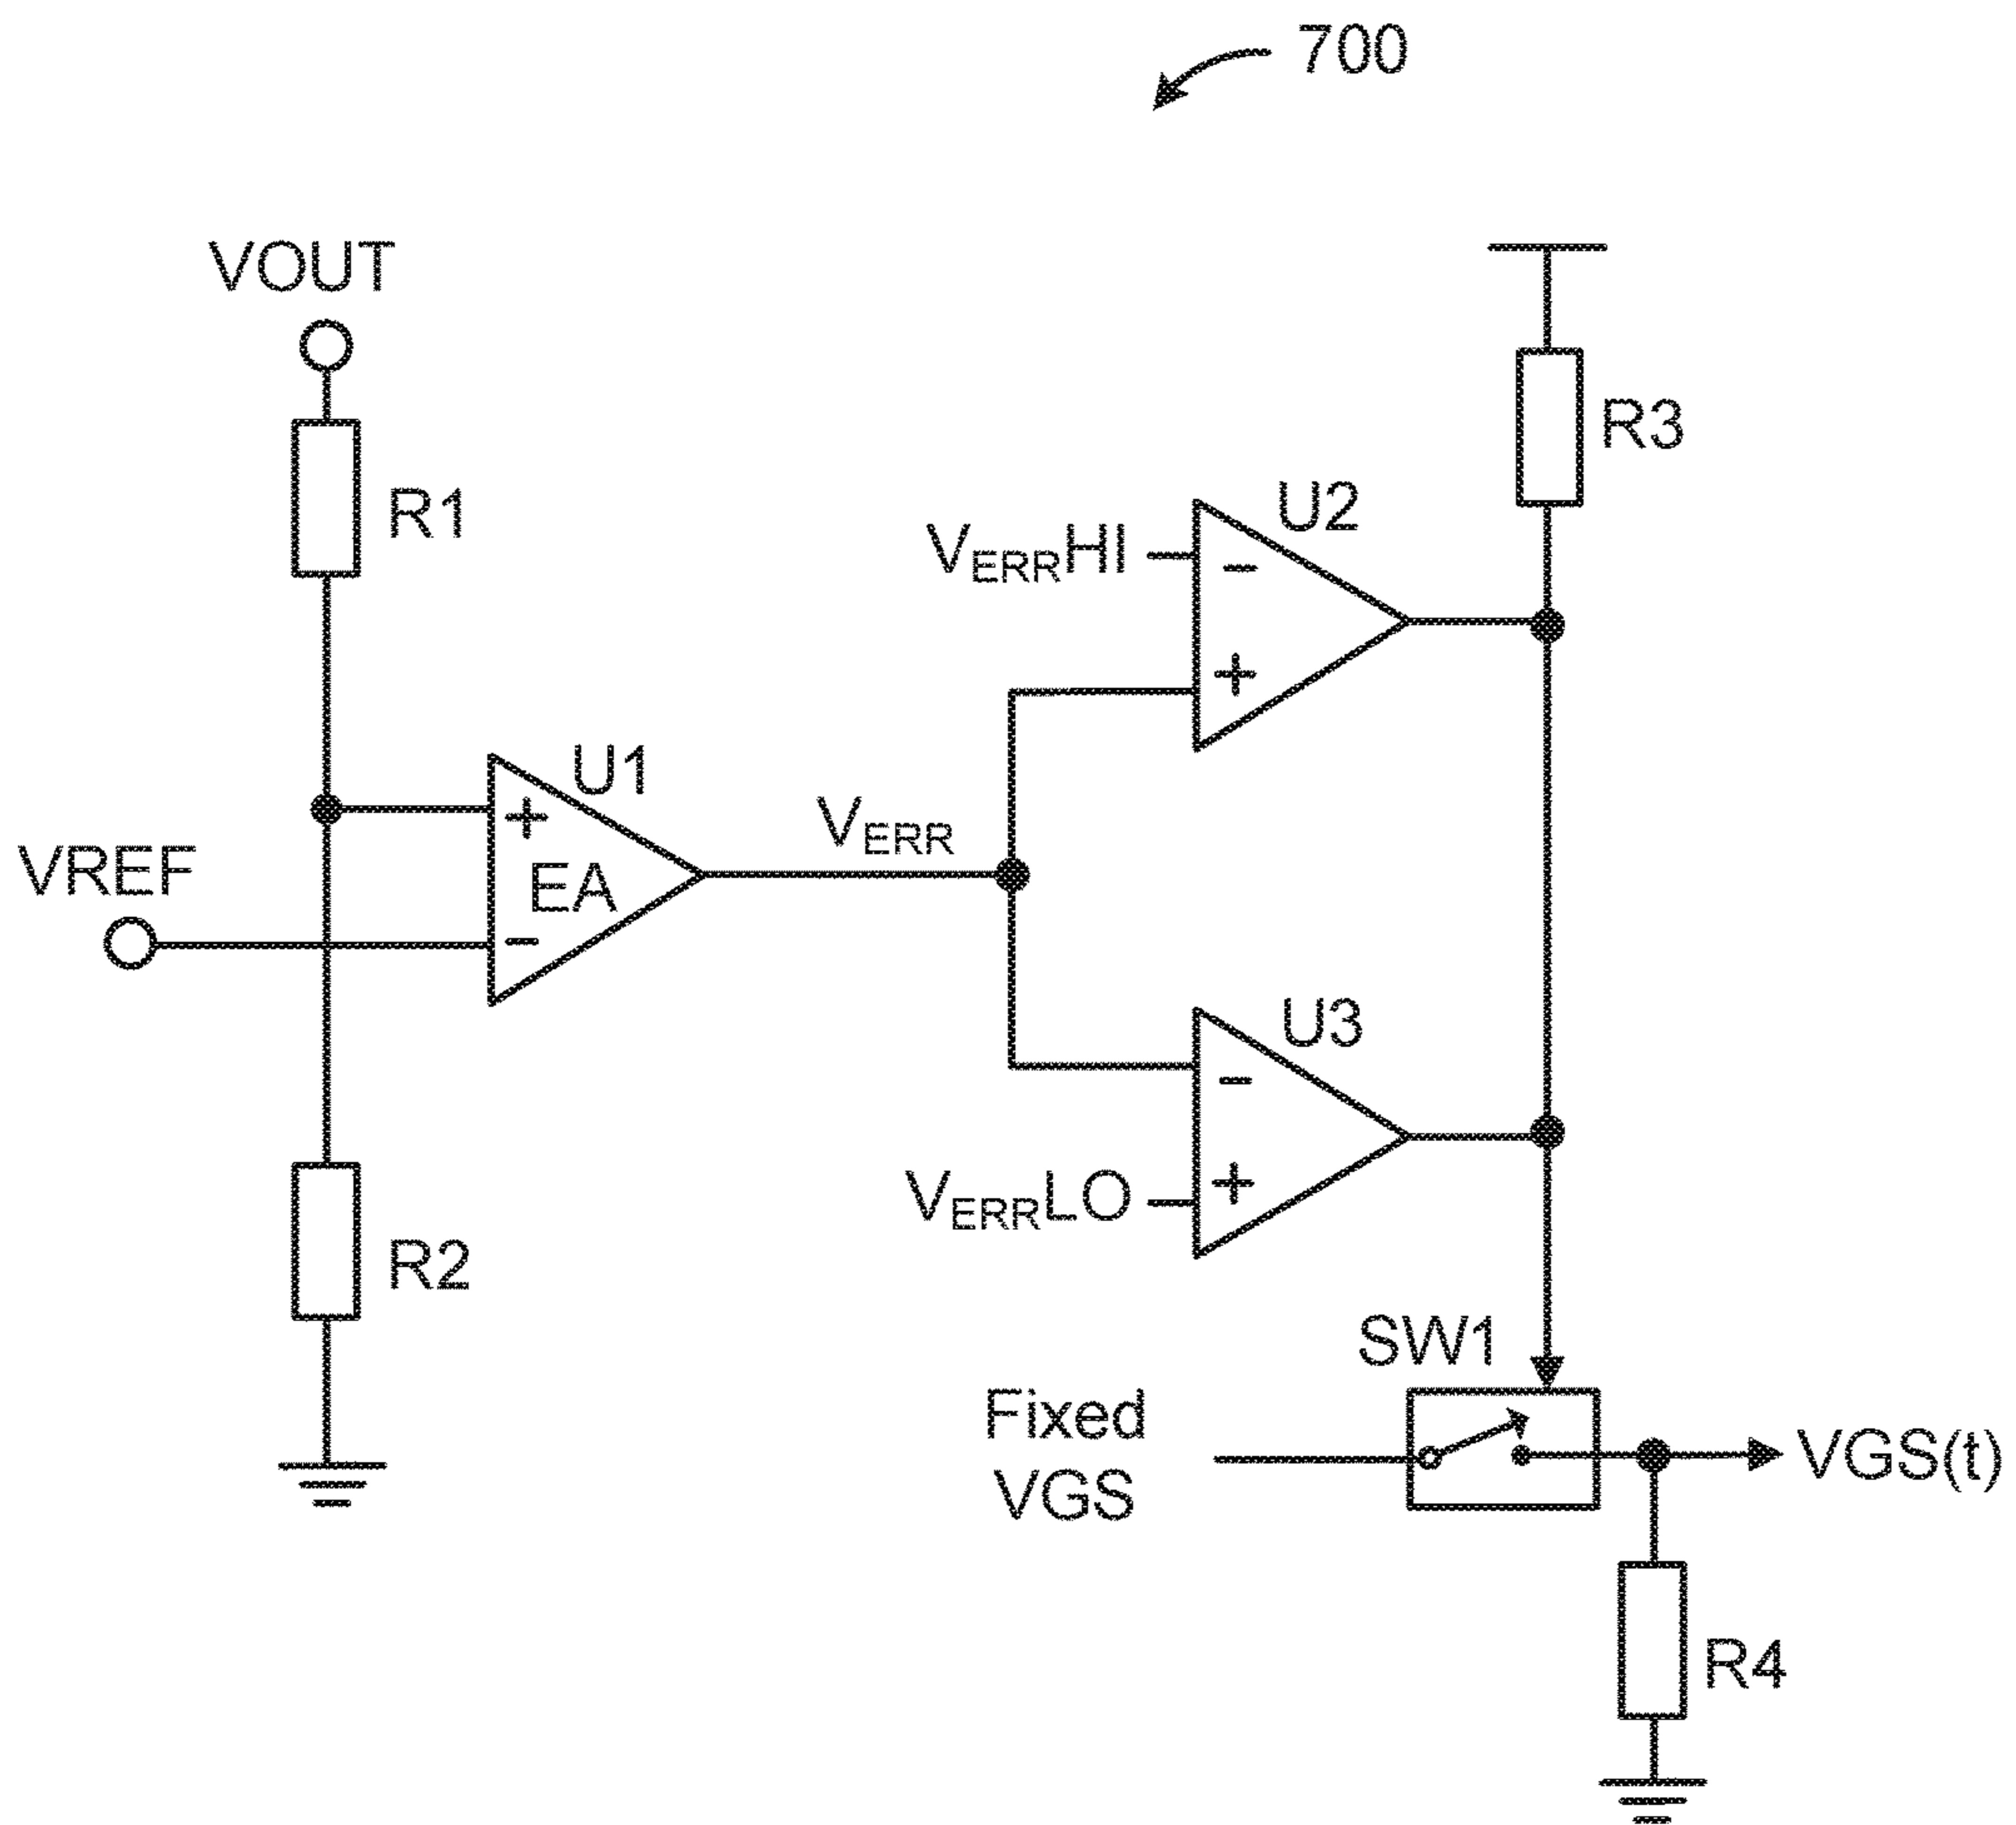 700
VOUT
R1
R3
U2
VERRHI
-
+
U1
+
EA
-
VERR
VREF
U3
-
+
VERRLO
R2
SW1
Fixed
VGS
VGS(t)
R4